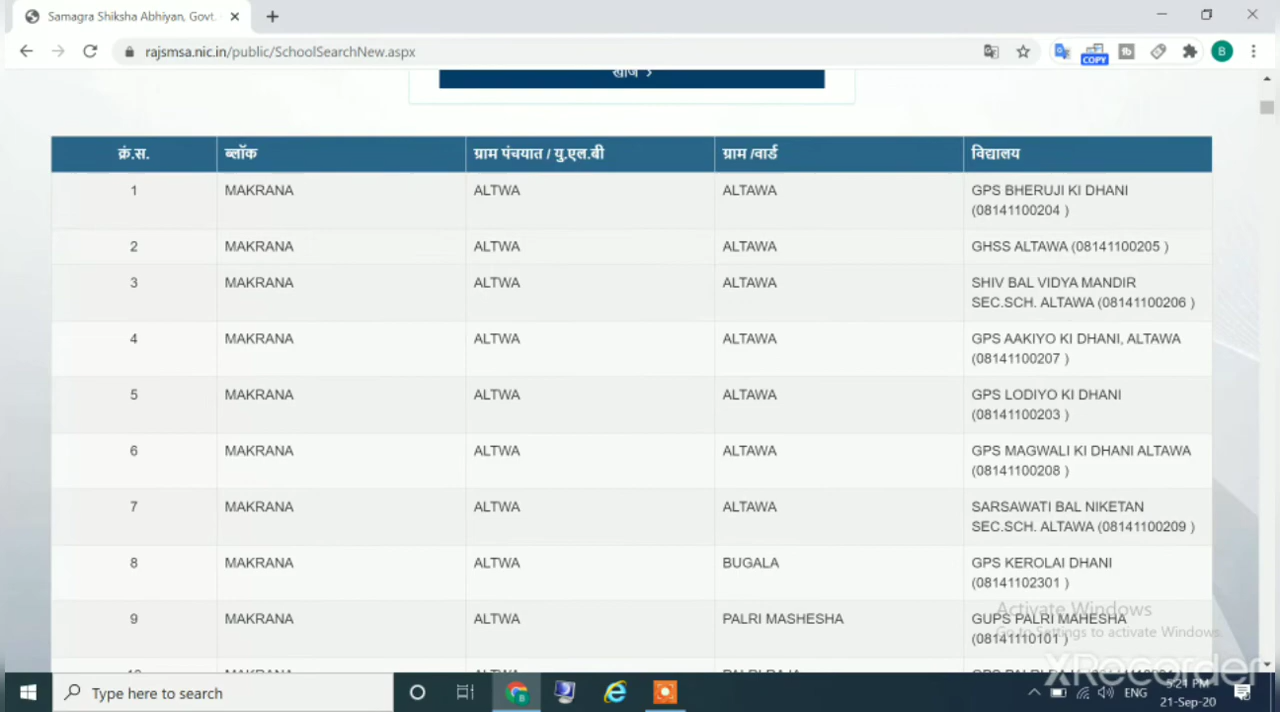 Samagra Shiksha Abhiyan, Govt.
rajsmsa.nic.in/public/SchoolSearchNew.aspx
COPY
B
खोज >
क्रं.स. ब्लॉक ग्राम पंचयात / यु.एल.बी ग्राम /वार्ड विद्यालय
1 MAKRANA ALTWA ALTAWA GPS BHERUJI KI DHANI
(08141100204 )
2 MAKRANA ALTWA ALTAWA GHSS ALTAWA (08141100205 )
3 MAKRANA ALTWA ALTAWA SHIV BAL VIDYA MANDIR
SEC.SCH. ALTAWA (08141100206 )
4 MAKRANA ALTWA ALTAWA GPS AAKIYO KI DHANI, ALTAWA
(08141100207 )
5 MAKRANA ALTWA ALTAWA GPS LODIYO KI DHANI
(08141100203 )
6 MAKRANA ALTWA ALTAWA GPS MAGWALI KI DHANI ALTAWA
(08141100208 )
7 MAKRANA ALTWA ALTAWA SARSAWATI BAL NIKETAN
SEC.SCH. ALTAWA (08141100209 )
8 MAKRANA ALTWA BUGALA GPS KEROLAI DHANI
(08141102301 )
9 MAKRANA ALTWA PALRI MASHESHA GUPS PALRI MAHESHA
(08141110101 )
Activate Windows
Go to Settings to activate Windows.
XRecorder
Type here to search
ENG
5:21 PM
21-Sep-20